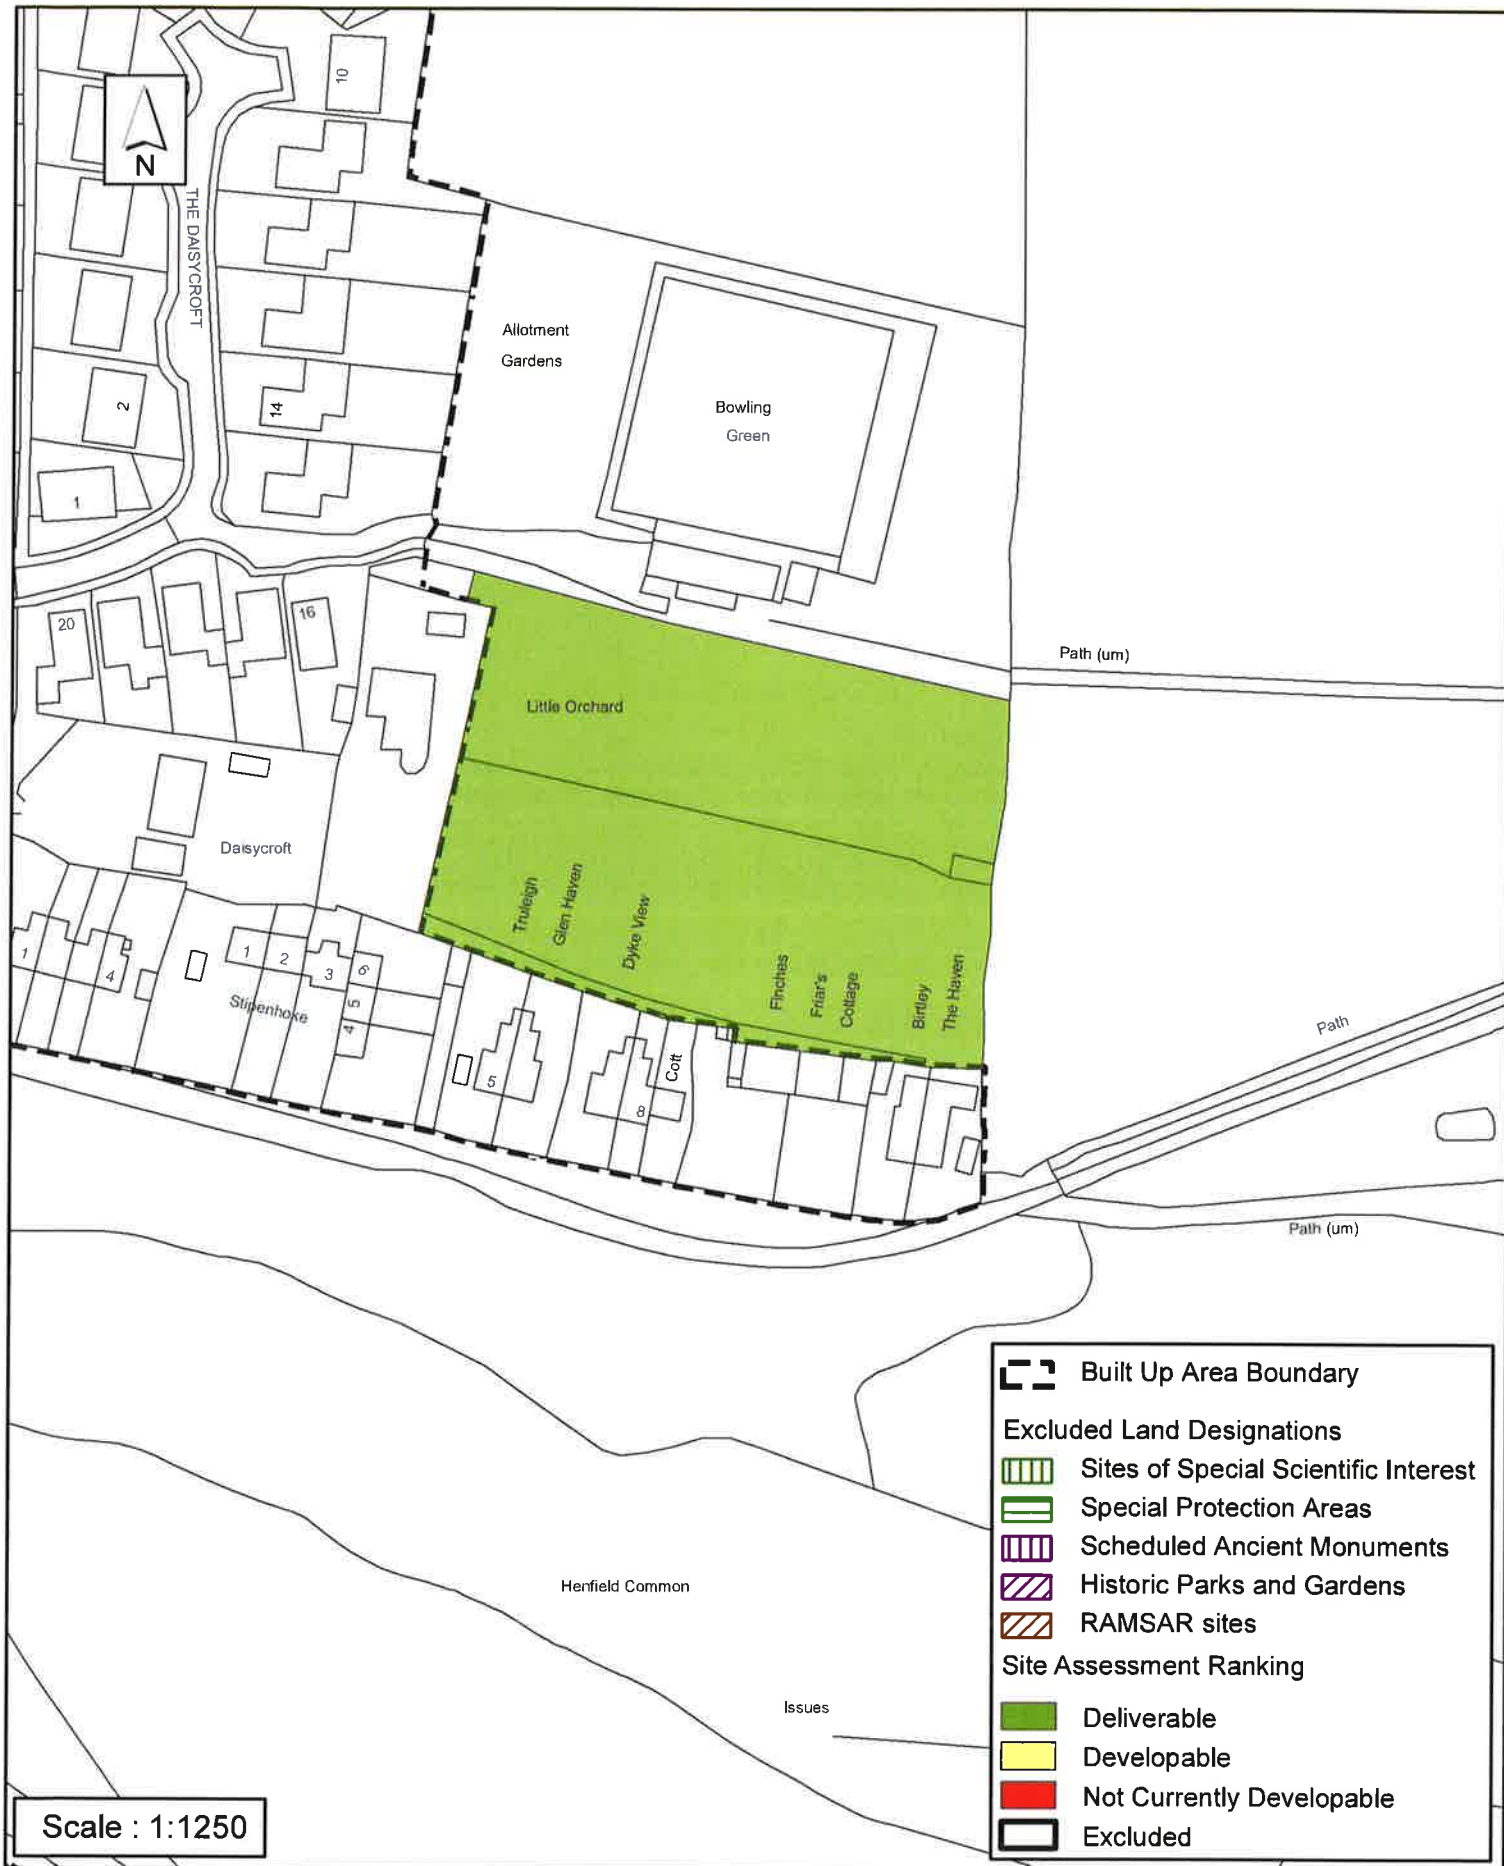 10
N
THE DAISYCROFT
Allotment
Gardens
2
14
Bowling
Green
1
20
16
Path (um)
Little Orchard
Daisycroft
Truleigh
Glen Haven
Dyke View
Finches
Friar's
Cottage
Birtley
The Haven
1
4
1
2
3
6
5
4
Stipenhoke
5
8
Cott
Path
Path (um)
Henfield Common
Issues
Built Up Area Boundary
Excluded Land Designations
Sites of Special Scientific Interest
Special Protection Areas
Scheduled Ancient Monuments
Historic Parks and Gardens
RAMSAR sites
Site Assessment Ranking
Deliverable
Developable
Not Currently Developable
Excluded
Scale : 1:1250